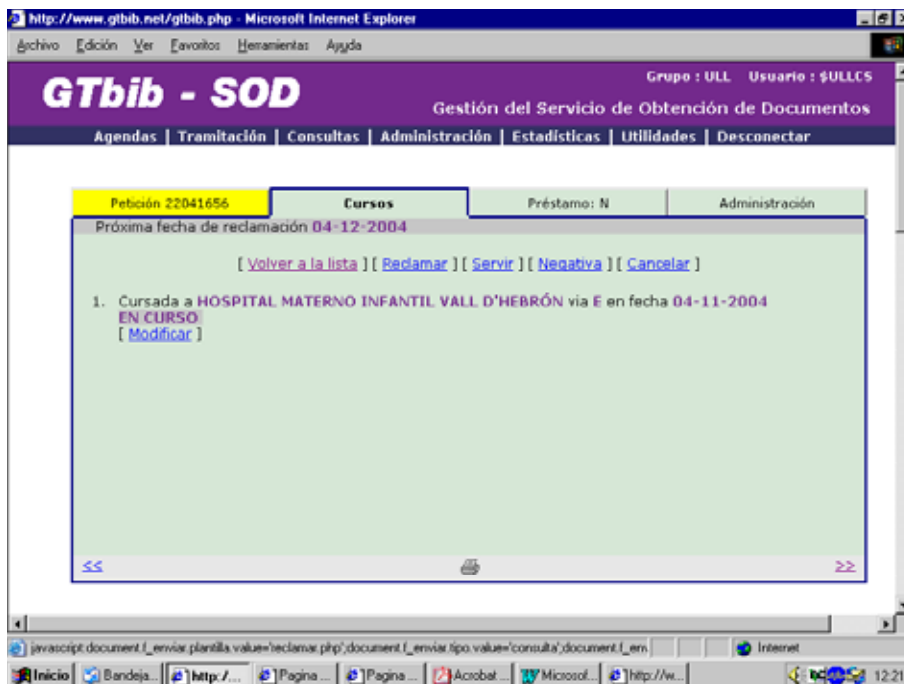 http://www.gtbib.net/gtbib.php - Microsoft Internet Explorer
Archivo Edición Ver Favoritos Herramientas Ayuda
Grupo : ULL Usuario : $ULLCS
GTbib - SOD
Gestión del Servicio de Obtención de Documentos
Agendas | Tramitación | Consultas | Administración | Estadísticas | Utilidades | Desconectar
Petición 22041656 Cursos Préstamo: N Administración
Próxima fecha de reclamación 04-12-2004
[ Volver a la lista ] [ Reclamar ] [ Servir ] [ Negativa ] [ Cancelar ]
1. Cursada a HOSPITAL MATERNO INFANTIL VALL D'HEBRÓN via E en fecha 04-11-2004
EN CURSO
[ Modificar ]
<< >>
javascript:document.f_enviar.plantilla.value='reclamar.php';document.f_enviar.tipo.value='consulta';document.f_em Internet
Inicio Bandeja... http:/... Pagina ... Pagina ... Acrobat ... Microsof... http://w... 12:21